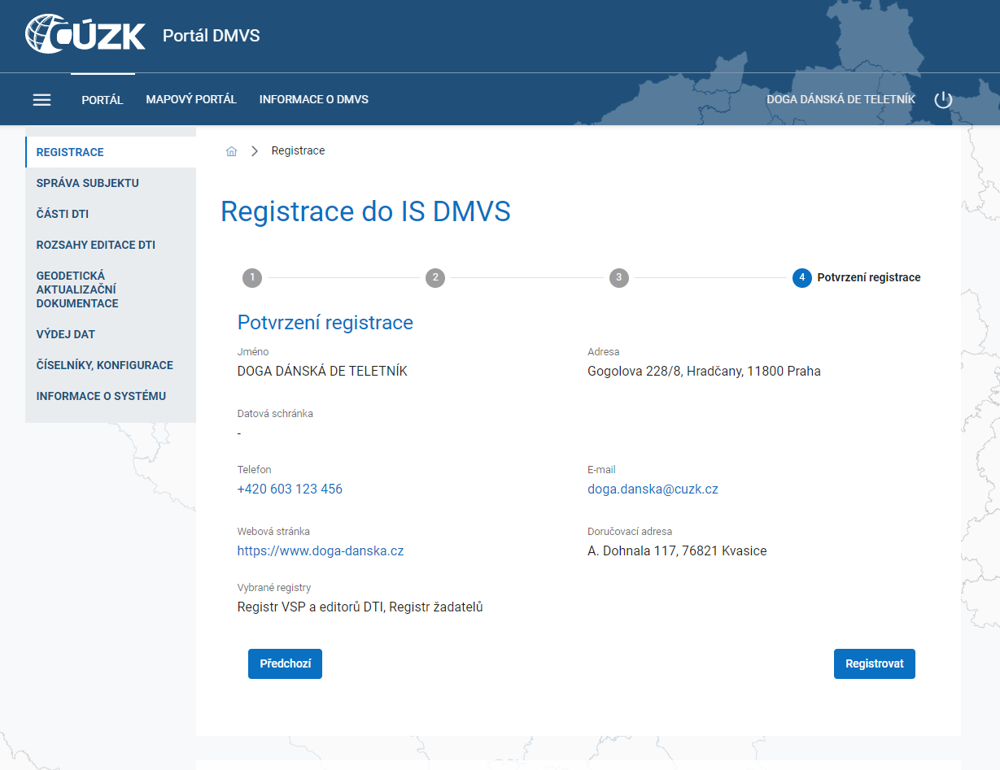 ČÚZK Portál DMVS
PORTÁL MAPOVÝ PORTÁL INFORMACE O DMVS DOGA DÁNSKÁ DE TELETNÍK
REGISTRACE
SPRÁVA SUBJEKTU
ČÁSTI DTI
ROZSAHY EDITACE DTI
GEODETICKÁ
AKTUALIZAČNÍ
DOKUMENTACE
VÝDEJ DAT
ČÍSELNÍKY, KONFIGURACE
INFORMACE O SYSTÉMU
Registrace
Registrace do IS DMVS
1 2 3 4 Potvrzení registrace
Potvrzení registrace
Jméno Adresa
DOGA DÁNSKÁ DE TELETNÍK Gogolova 228/8, Hradčany, 11800 Praha
Datová schránka
-
Telefon E-mail
+420 603 123 456 doga.danska@cuzk.cz
Webová stránka Doručovací adresa
https://www.doga-danska.cz A. Dohnala 117, 76821 Kvasice
Vybrané registry
Registr VSP a editorů DTI, Registr žadatelů
Předchozí Registrovat